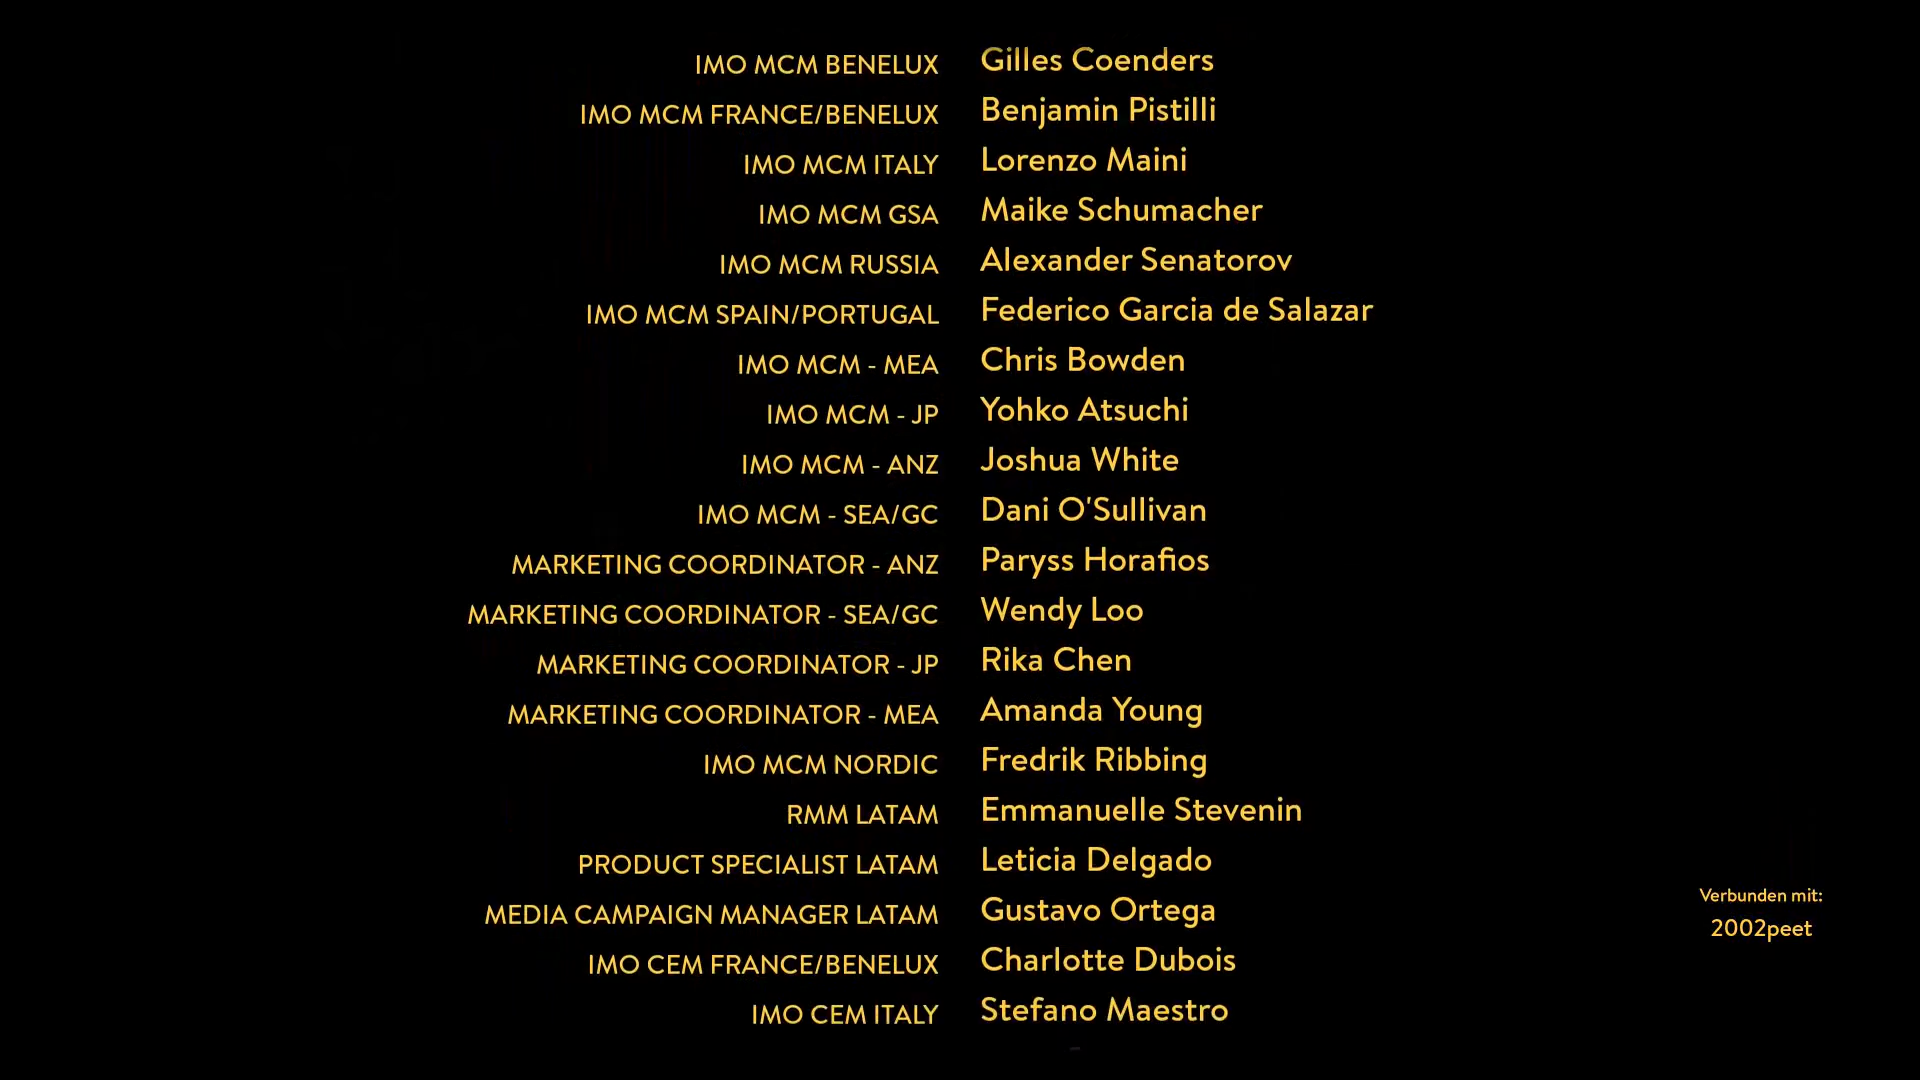 IMO MCM BENELUX Gilles Coenders
IMO MCM FRANCE/BENELUX Benjamin Pistilli
IMO MCM ITALY Lorenzo Maini
IMO MCM GSA Maike Schumacher
IMO MCM RUSSIA Alexander Senatorov
IMO MCM SPAIN/PORTUGAL Federico Garcia de Salazar
IMO MCM - MEA Chris Bowden
IMO MCM - JP Yohko Atsuchi
IMO MCM - ANZ Joshua White
IMO MCM - SEA/GC Dani O'Sullivan
MARKETING COORDINATOR - ANZ Paryss Horafios
MARKETING COORDINATOR - SEA/GC Wendy Loo
MARKETING COORDINATOR - JP Rika Chen
MARKETING COORDINATOR - MEA Amanda Young
IMO MCM NORDIC Fredrik Ribbing
RMM LATAM Emmanuelle Stevenin
PRODUCT SPECIALIST LATAM Leticia Delgado
MEDIA CAMPAIGN MANAGER LATAM Gustavo Ortega
IMO CEM FRANCE/BENELUX Charlotte Dubois
IMO CEM ITALY Stefano Maestro
Verbunden mit:
2002peet